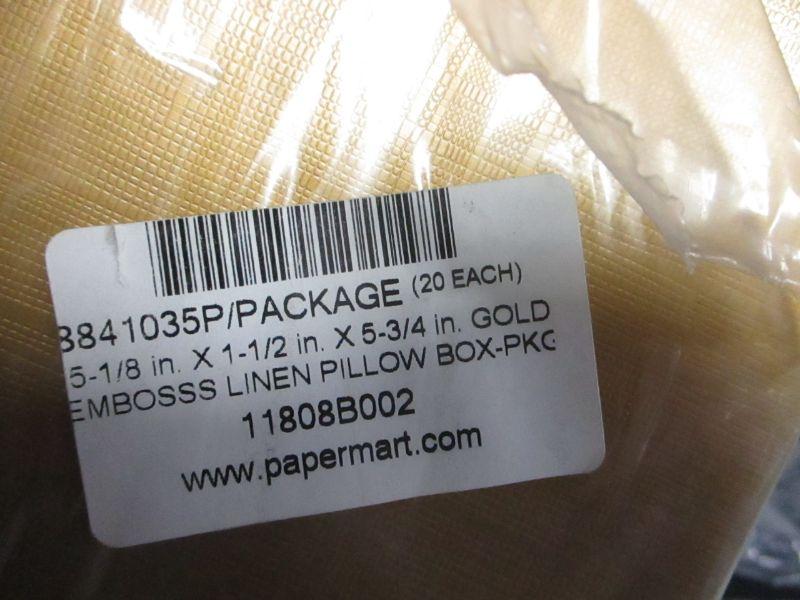 8841035P/PACKAGE (20 EACH)
5-1/8 in. X 1-1/2 in. X 5-3/4 in. GOLD
EMBOSSS LINEN PILLOW BOX-PKG
11808B002
www.papermart.com